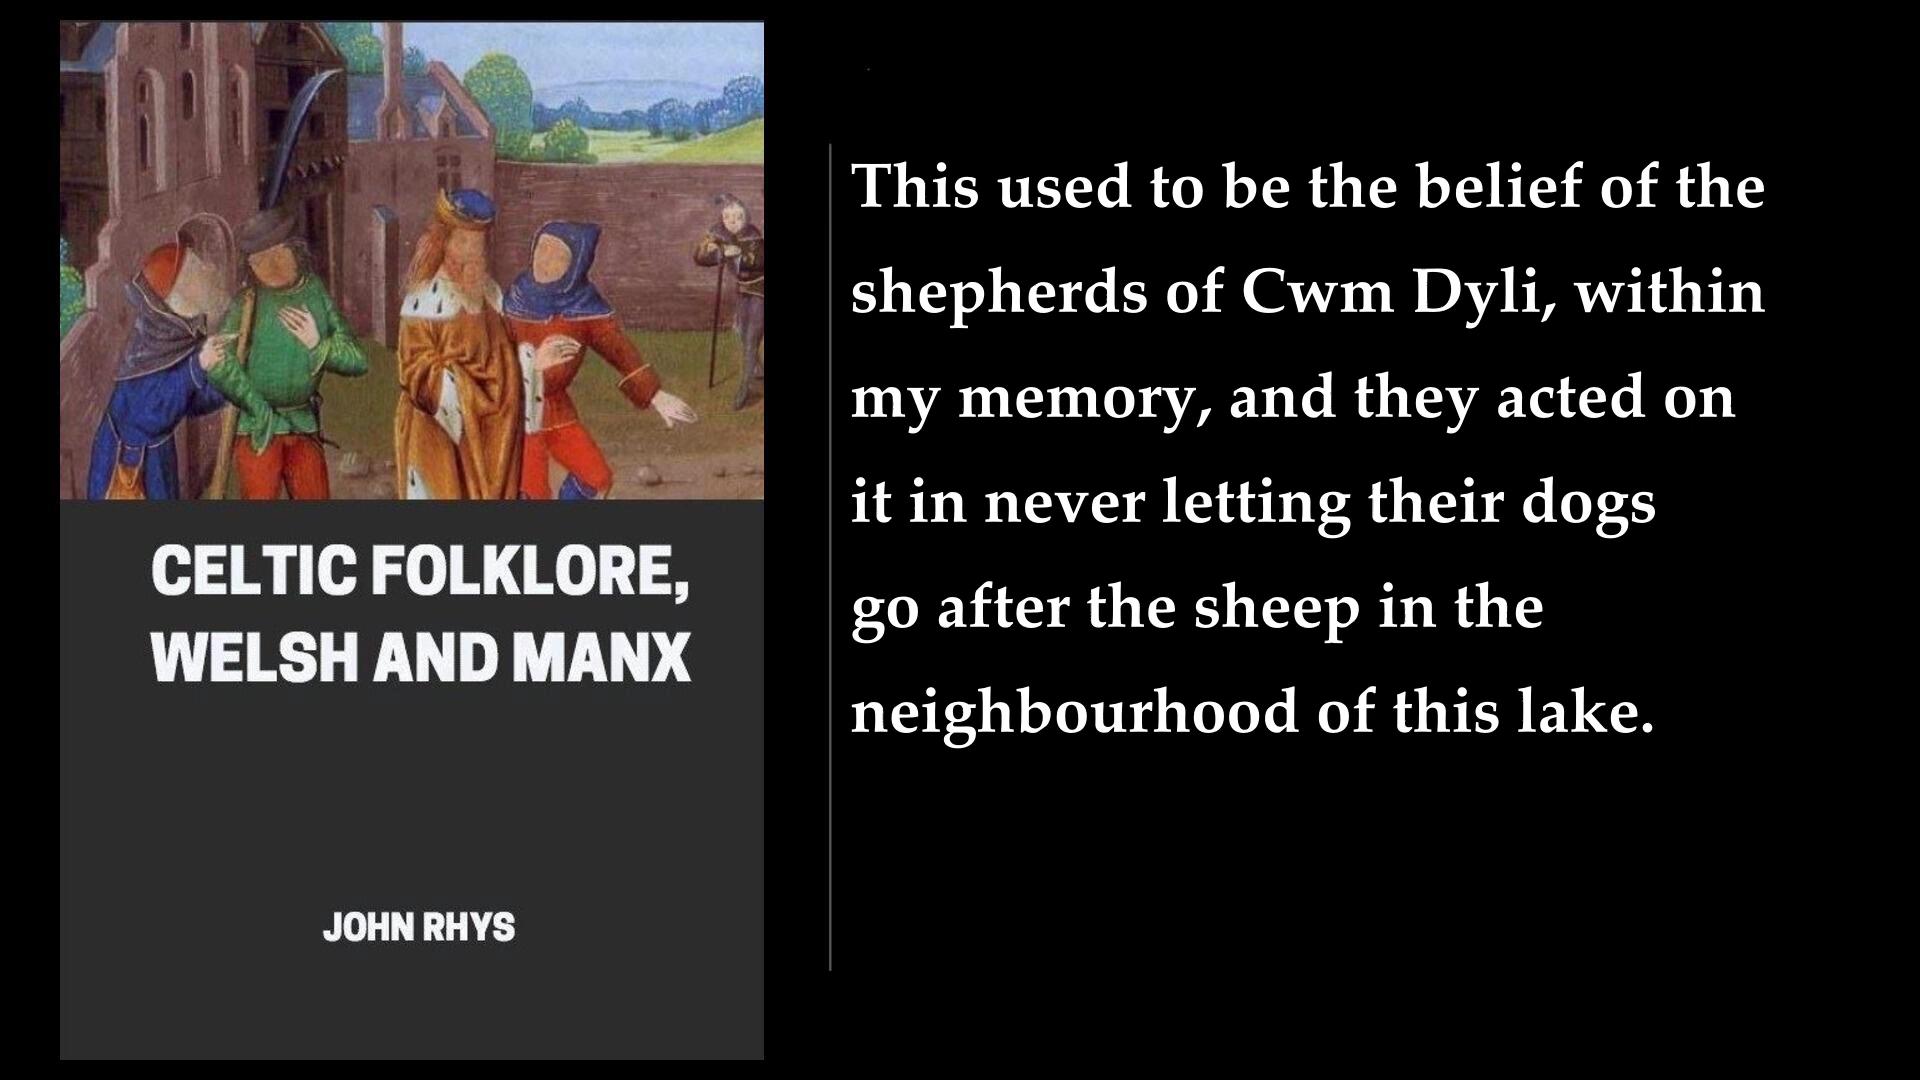 CELTIC FOLKLORE,
WELSH AND MANX
JOHN RHYS
This used to be the belief of the
shepherds of Cwm Dyli, within
my memory, and they acted on
it in never letting their dogs
go after the sheep in the
neighbourhood of this lake.